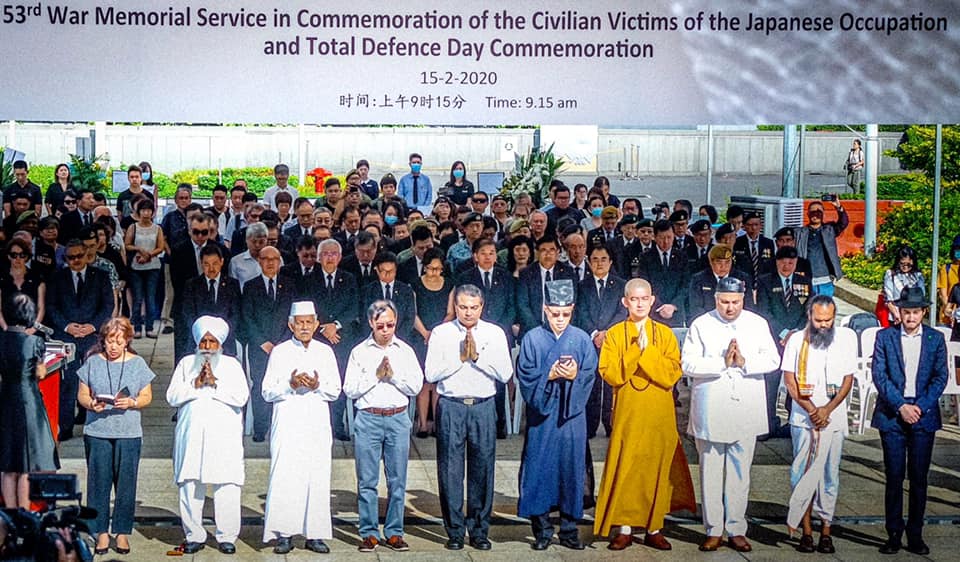 53rd War Memorial Service in Commemoration of the Civilian Victims of the Japanese Occupation
and Total Defence Day Commemoration
15-2-2020
时间:上午9时15分 Time: 9.15 am